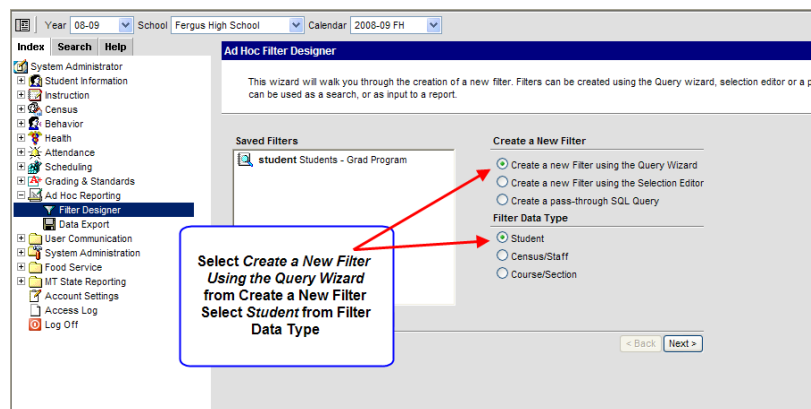 Year 08-09 School Fergus High School Calendar 2008-09 FH
Index Search Help
System Administrator
Student Information
Instruction
Census
Behavior
Health
Attendance
Scheduling
Grading & Standards
Ad Hoc Reporting
Filter Designer
Data Export
User Communication
System Administration
Food Service
MT State Reporting
Account Settings
Access Log
Log Off
Ad Hoc Filter Designer
This wizard will walk you through the creation of a new filter. Filters can be created using the Query wizard, selection editor or a p
can be used as a search, or as input to a report.
Saved Filters
student Students - Grad Program
Create a New Filter
Create a new Filter using the Query Wizard
Create a new Filter using the Selection Editor
Create a pass-through SQL Query
Filter Data Type
Student
Census/Staff
Course/Section
Select Create a New Filter
Using the Query Wizard
from Create a New Filter
Select Student from Filter
Data Type
< Back Next >